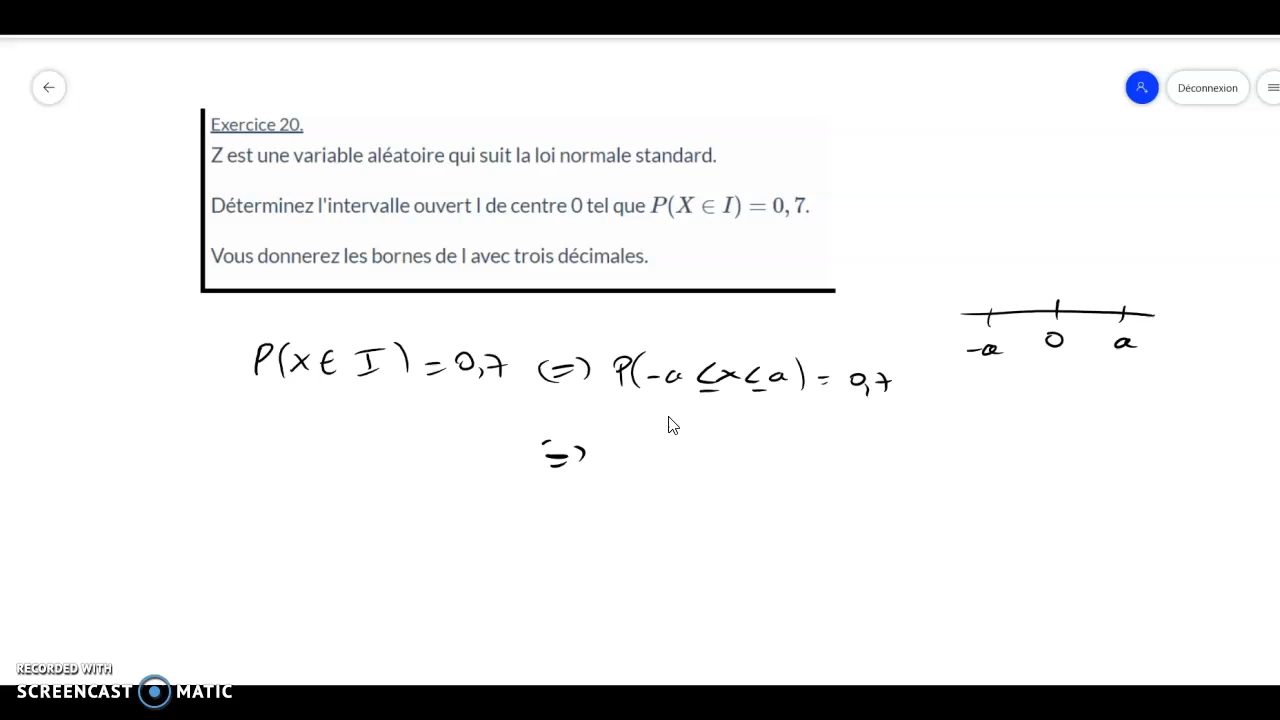 Déconnexion
Exercice 20.
Z est une variable aléatoire qui suit la loi normale standard.
Déterminez l'intervalle ouvert I de centre 0 tel que P(X ∈ I) = 0, 7.
Vous donnerez les bornes de I avec trois décimales.
-a 0 a
P(X ∈ I) = 0,7 (=) P(-a ≤ x ≤ a) = 0,7
=)
RECORDED WITH
SCREENCAST MATIC